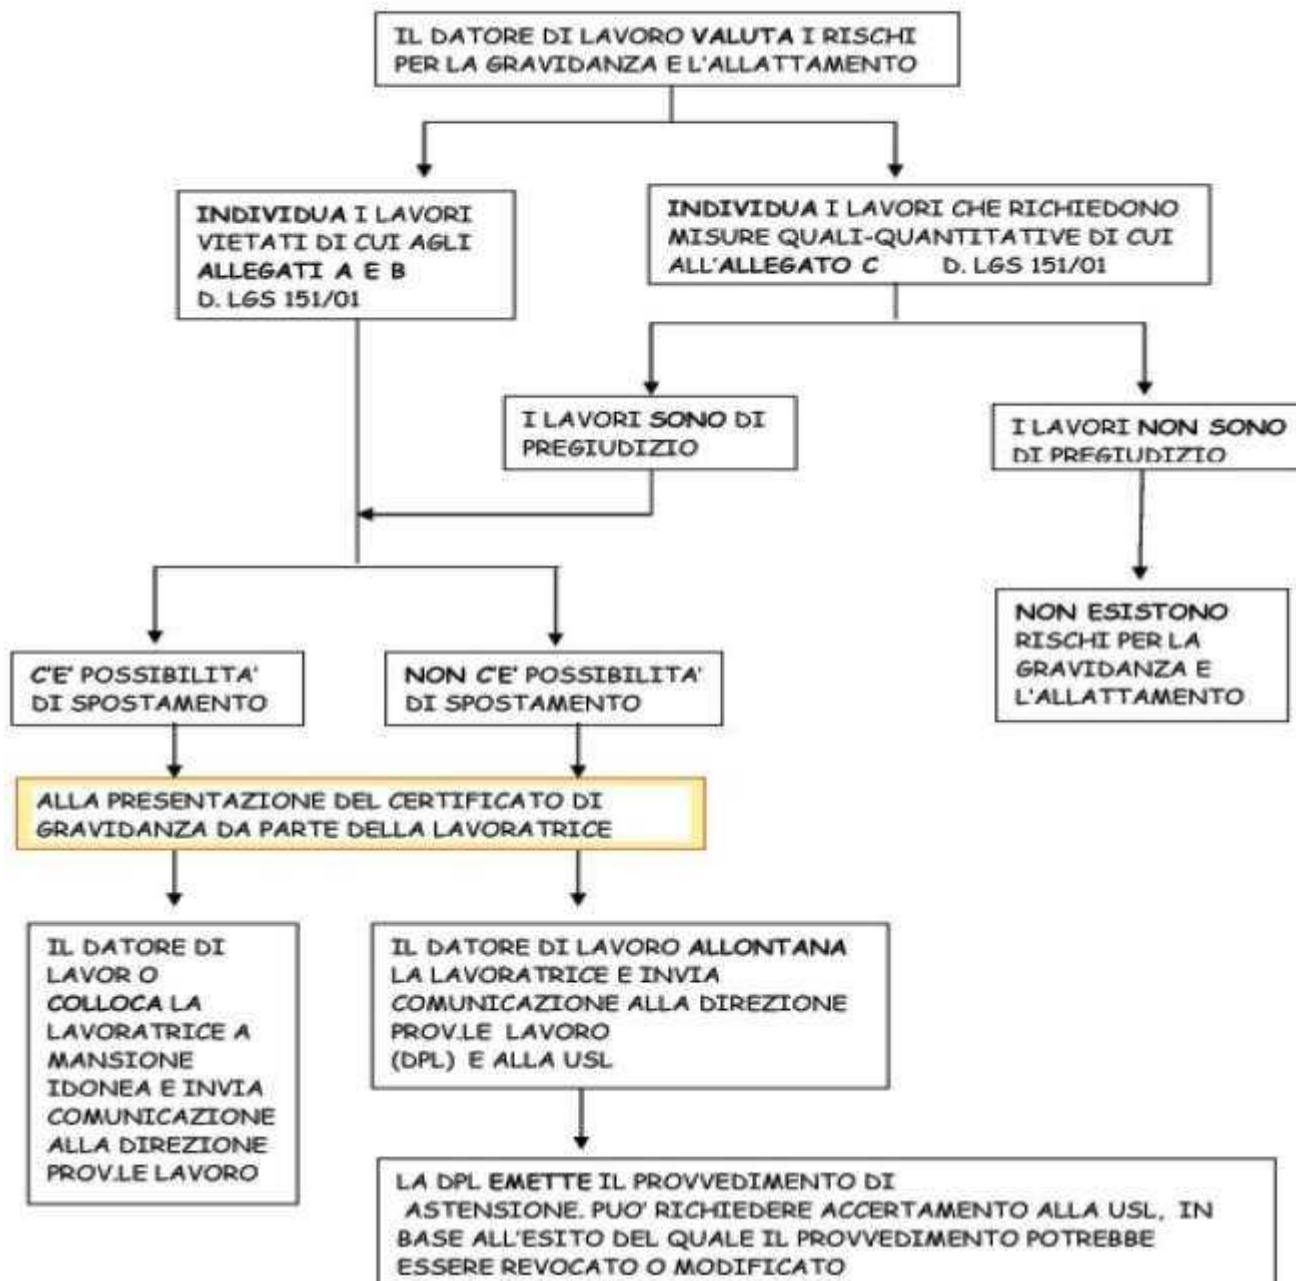 IL DATORE DI LAVORO VALUTA I RISCHI
PER LA GRAVIDANZA E L'ALLATTAMENTO
INDIVIDUA I LAVORI
VIETATI DI CUI AGLI
ALLEGATI A E B
D. LGS 151/01
INDIVIDUA I LAVORI CHE RICHIEDONO
MISURE QUALI-QUANTITATIVE DI CUI
ALL'ALLEGATO C D. LGS 151/01
I LAVORI SONO DI
PREGIUDIZIO
I LAVORI NON SONO
DI PREGIUDIZIO
NON ESISTONO
RISCHI PER LA
GRAVIDANZA E
L'ALLATTAMENTO
C'E' POSSIBILITA'
DI SPOSTAMENTO
NON C'E' POSSIBILITA'
DI SPOSTAMENTO
ALLA PRESENTAZIONE DEL CERTIFICATO DI
GRAVIDANZA DA PARTE DELLA LAVORATRICE
IL DATORE DI
LAVOR O
COLLOCA LA
LAVORATRICE A
MANSIONE
IDONEA E INVIA
COMUNICAZIONE
ALLA DIREZIONE
PROV.LE LAVORO
IL DATORE DI LAVORO ALLONTANA
LA LAVORATRICE E INVIA
COMUNICAZIONE ALLA DIREZIONE
PROV.LE LAVORO
(DPL) E ALLA USL
LA DPL EMETTE IL PROVVEDIMENTO DI
ASTENSIONE. PUO' RICHIEDERE ACCERTAMENTO ALLA USL, IN
BASE ALL'ESITO DEL QUALE IL PROVVEDIMENTO POTREBBE
ESSERE REVOCATO O MODIFICATO